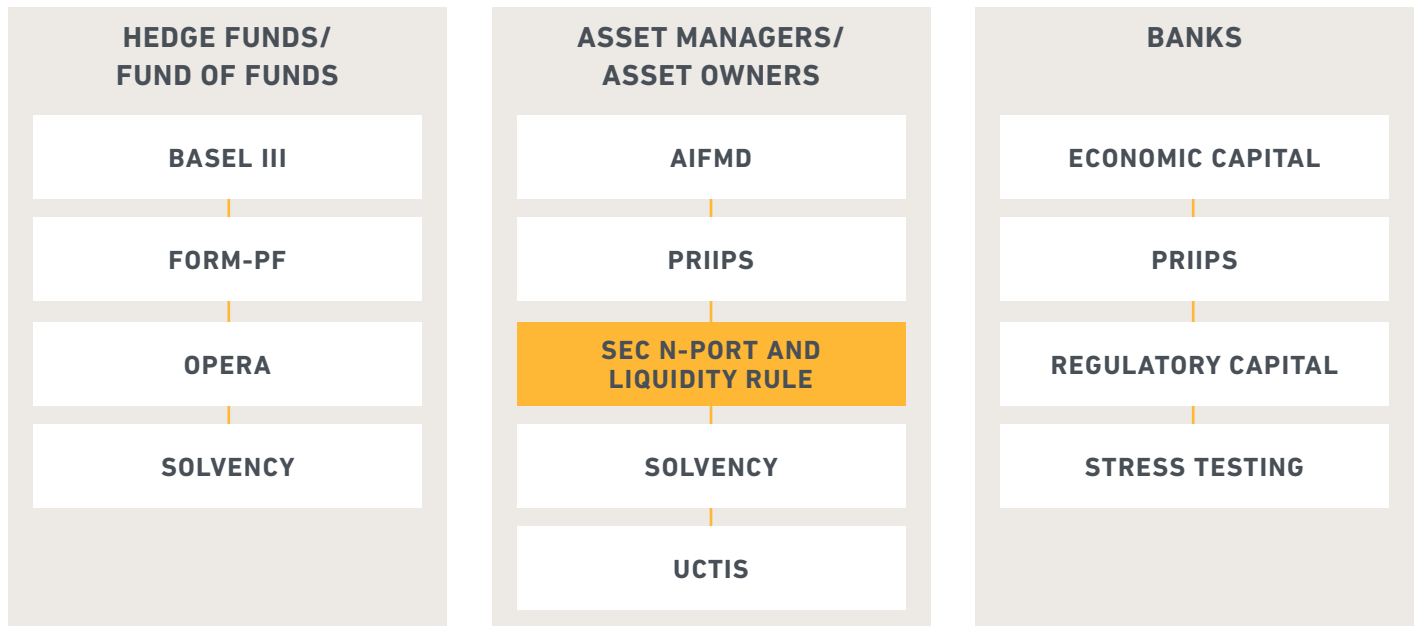 HEDGE FUNDS/
FUND OF FUNDS
BASEL III
FORM-PF
OPERA
SOLVENCY
ASSET MANAGERS/
ASSET OWNERS
AIFMD
PRIIPS
SEC N-PORT AND
LIQUIDITY RULE
SOLVENCY
UCTIS
BANKS
ECONOMIC CAPITAL
PRIIPS
REGULATORY CAPITAL
STRESS TESTING